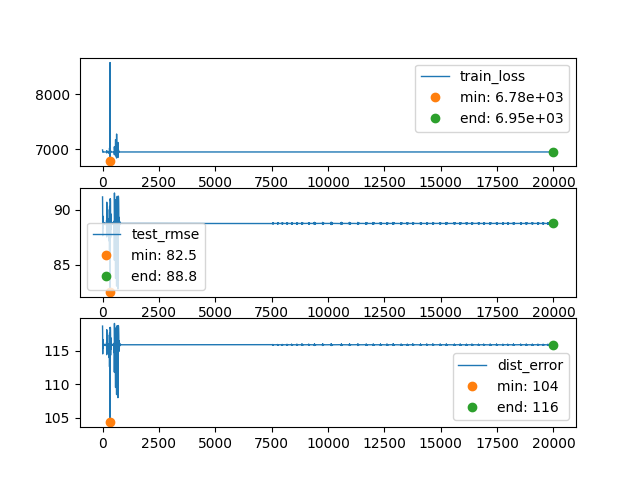 8000
7000
train_loss
min: 6.78e+03
end: 6.95e+03
0 2500 5000 7500 10000 12500 15000 17500 20000
90
85
test_rmse
min: 82.5
end: 88.8
0 2500 5000 7500 10000 12500 15000 17500 20000
115
110
105
dist_error
min: 104
end: 116
0 2500 5000 7500 10000 12500 15000 17500 20000